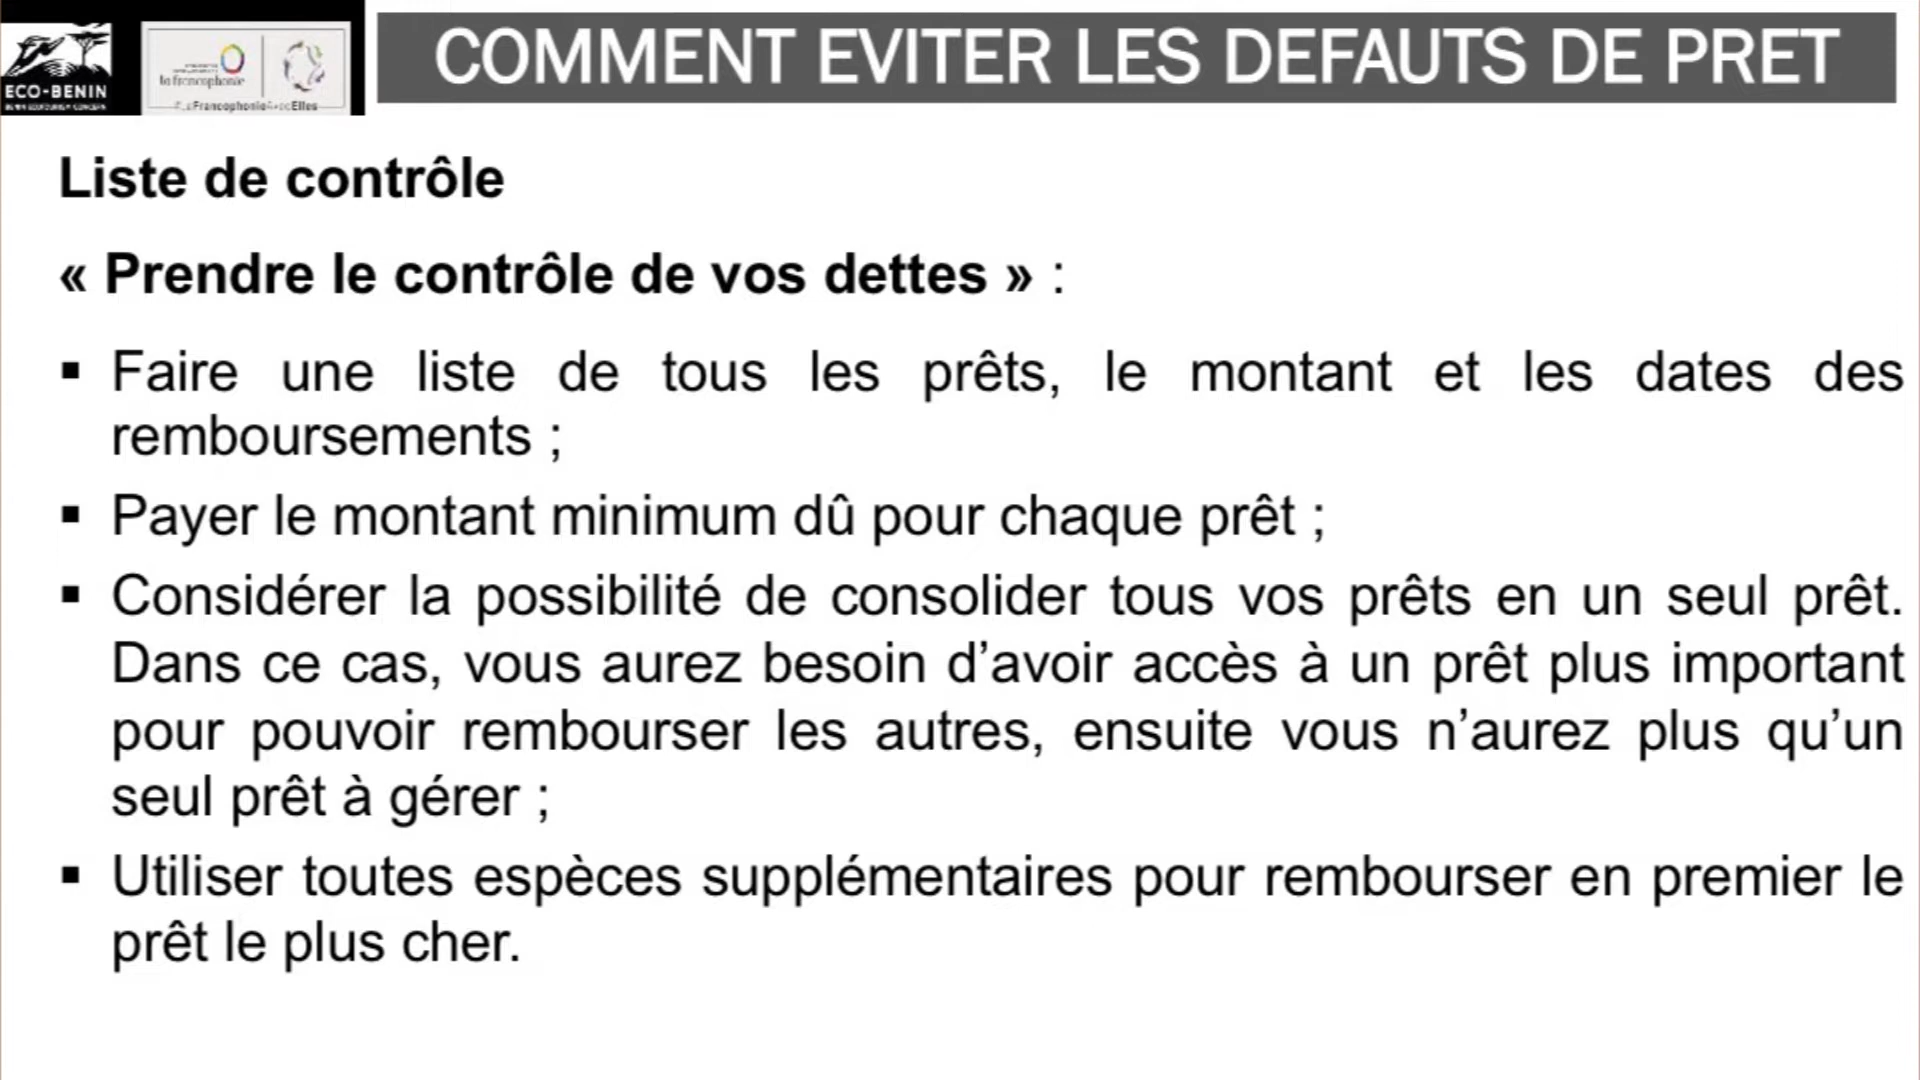 COMMENT EVITER LES DEFAUTS DE PRET
ECO-BENIN
la francophonie
Liste de contrôle
« Prendre le contrôle de vos dettes » :
▪ Faire une liste de tous les prêts, le montant et les dates des
remboursements ;
▪ Payer le montant minimum dû pour chaque prêt ;
▪ Considérer la possibilité de consolider tous vos prêts en un seul prêt.
Dans ce cas, vous aurez besoin d’avoir accès à un prêt plus important
pour pouvoir rembourser les autres, ensuite vous n’aurez plus qu’un
seul prêt à gérer ;
▪ Utiliser toutes espèces supplémentaires pour rembourser en premier le
prêt le plus cher.